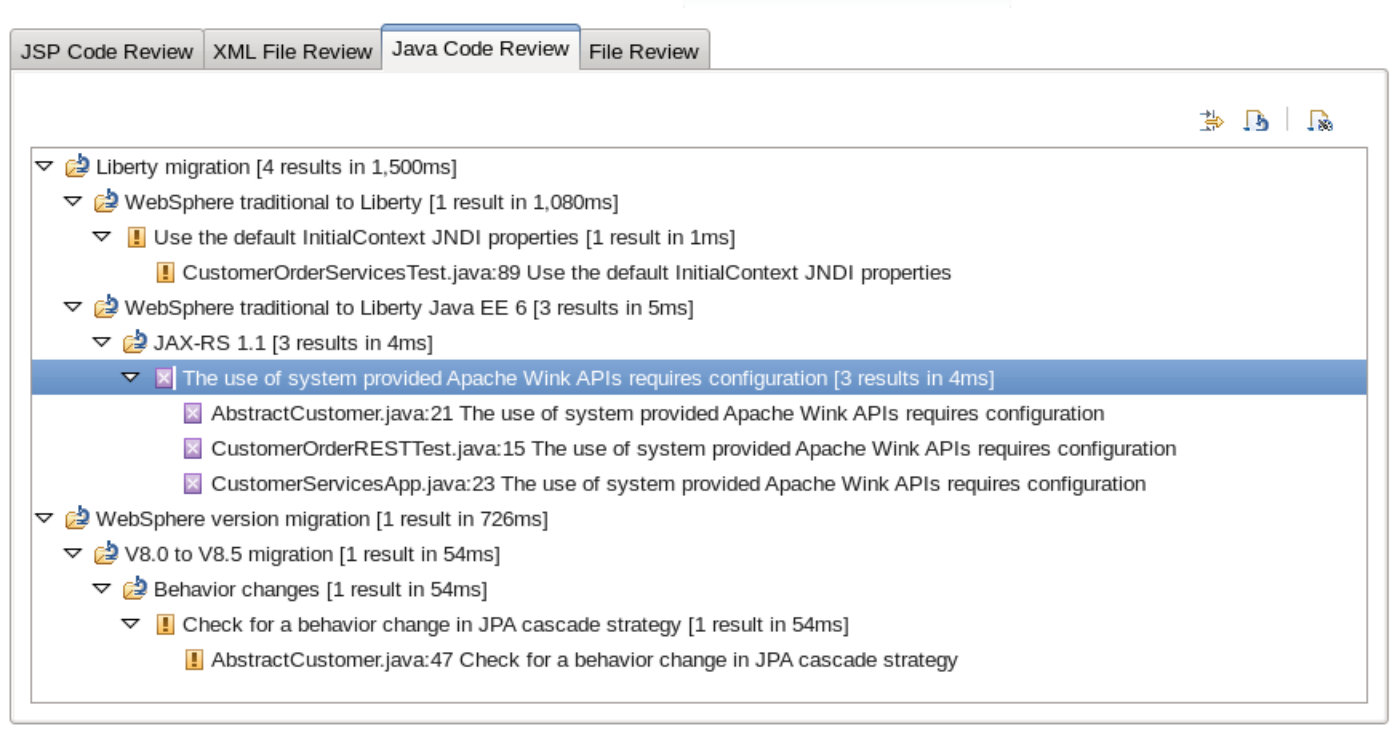 JSP Code Review XML File Review Java Code Review File Review
Liberty migration [4 results in 1,500ms]
WebSphere traditional to Liberty [1 result in 1,080ms]
Use the default InitialContext JNDI properties [1 result in 1ms]
CustomerOrderServicesTest.java:89 Use the default InitialContext JNDI properties
WebSphere traditional to Liberty Java EE 6 [3 results in 5ms]
JAX-RS 1.1 [3 results in 4ms]
The use of system provided Apache Wink APIs requires configuration [3 results in 4ms]
AbstractCustomer.java:21 The use of system provided Apache Wink APIs requires configuration
CustomerOrderRESTTest.java:15 The use of system provided Apache Wink APIs requires configuration
CustomerServicesApp.java:23 The use of system provided Apache Wink APIs requires configuration
WebSphere version migration [1 result in 726ms]
V8.0 to V8.5 migration [1 result in 54ms]
Behavior changes [1 result in 54ms]
Check for a behavior change in JPA cascade strategy [1 result in 54ms]
AbstractCustomer.java:47 Check for a behavior change in JPA cascade strategy